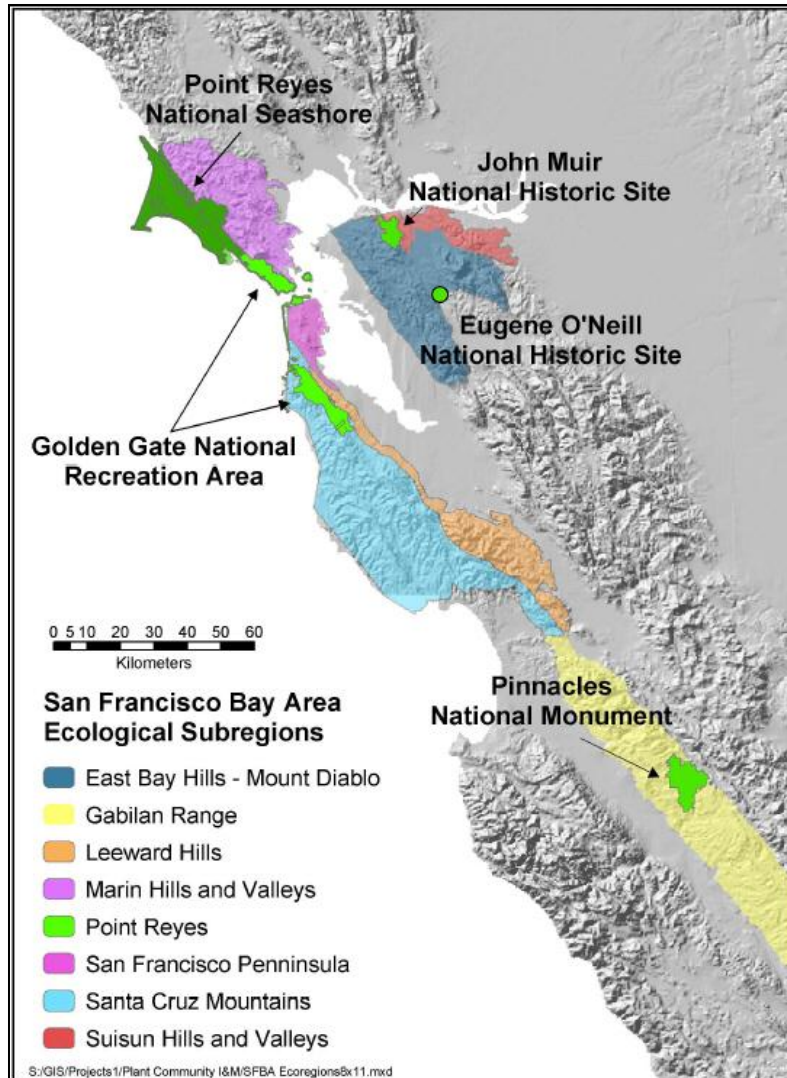 Point Reyes
National Seashore
John Muir
National Historic Site
Eugene O'Neill
National Historic Site
Golden Gate National
Recreation Area
0 5 10 20 30 40 50 60
Kilometers
Pinnacles
National Monument
San Francisco Bay Area
Ecological Subregions
East Bay Hills - Mount Diablo
Gabilan Range
Leeward Hills
Marin Hills and Valleys
Point Reyes
San Francisco Penninsula
Santa Cruz Mountains
Suisun Hills and Valleys
S:/GIS/Projects1/Plant Community I&M/SFBA Ecoregions8x11.mxd